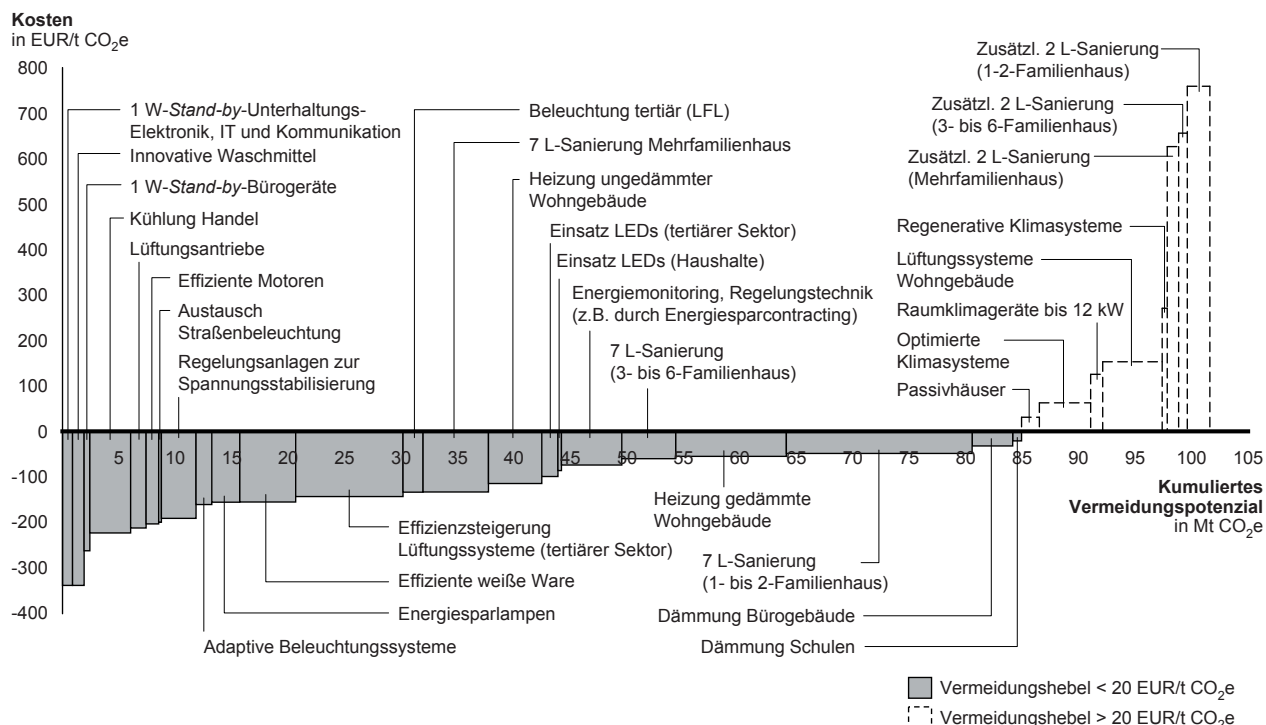 Kosten
in EUR/t CO₂e
800
700
600
500
400
300
200
100
0
-100
-200
-300
-400
1 W-Stand-by-Unterhaltungs-
Elektronik, IT und Kommunikation
Innovative Waschmittel
1 W-Stand-by-Bürogeräte
Kühlung Handel
Lüftungsantriebe
Effiziente Motoren
Austausch
Straßenbeleuchtung
Regelungsanlagen zur
Spannungsstabilisierung
Beleuchtung tertiär (LFL)
7 L-Sanierung Mehrfamilienhaus
Heizung ungedämmter
Wohngebäude
Einsatz LEDs (tertiärer Sektor)
Einsatz LEDs (Haushalte)
Energiemonitoring, Regelungstechnik
(z.B. durch Energiesparcontracting)
7 L-Sanierung
(3- bis 6-Familienhaus)
Zusätzl. 2 L-Sanierung
(1-2-Familienhaus)
Zusätzl. 2 L-Sanierung
(3- bis 6-Familienhaus)
Zusätzl. 2 L-Sanierung
(Mehrfamilienhaus)
Regenerative Klimasysteme
Lüftungssysteme
Wohngebäude
Raumklimageräte bis 12 kW
Optimierte
Klimasysteme
Passivhäuser
5 10 15 20 25 30 35 40 45 50 55 60 65 70 75 80 85 90 95 100 105
Kumuliertes
Vermeidungspotenzial
in Mt CO₂e
Effizienzsteigerung
Lüftungssysteme (tertiärer Sektor)
Effiziente weiße Ware
Energiesparlampen
Adaptive Beleuchtungssysteme
Heizung gedämmte
Wohngebäude
7 L-Sanierung
(1- bis 2-Familienhaus)
Dämmung Bürogebäude
Dämmung Schulen
Vermeidungshebel < 20 EUR/t CO₂e
Vermeidungshebel > 20 EUR/t CO₂e